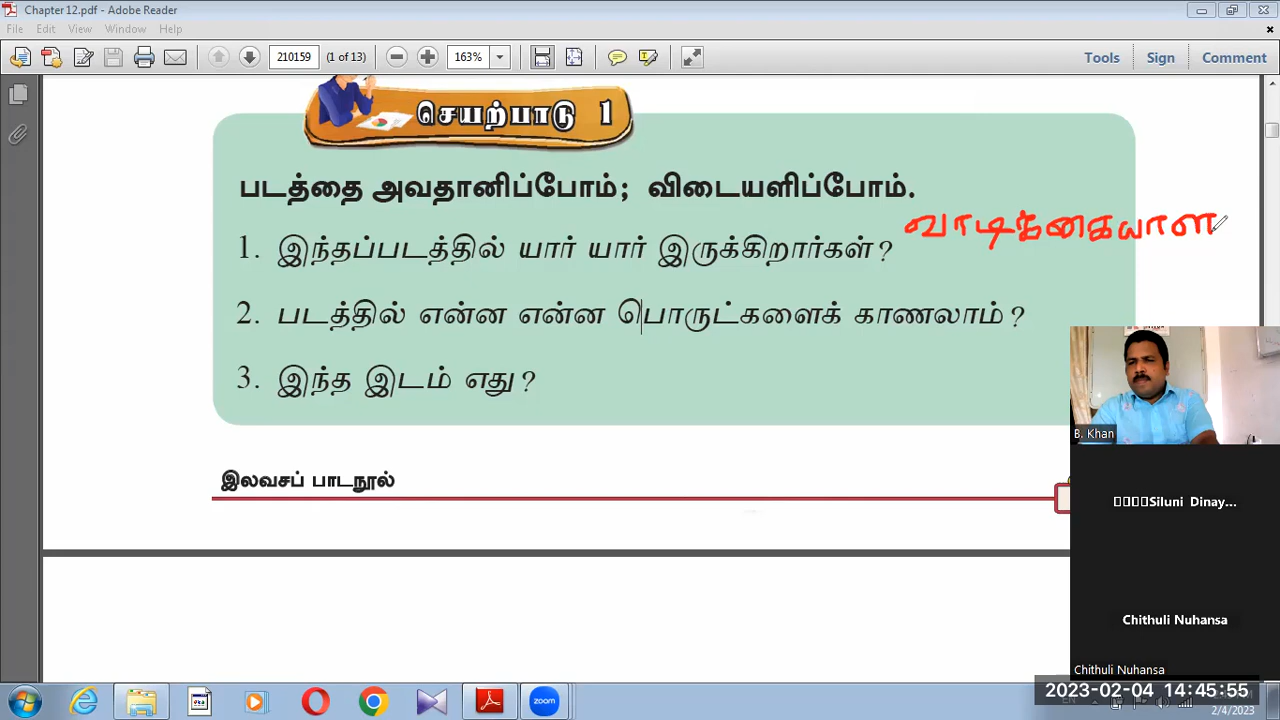 Chapter 12.pdf - Adobe Reader
File Edit View Window Help
210159 (1 of 13) 163% Tools Sign Comment
செயற்பாடு 1
படத்தை அவதானிப்போம்; விடையளிப்போம்.
வாடிக்கையாள
1. இந்தப்படத்தில் யார் யார் இருக்கிறார்கள்?
2. படத்தில் என்ன என்ன பொருட்களைக் காணலாம்?
3. இந்த இடம் எது?
B. Khan
இலவசப் பாடநூல்
Siluni Dinay...
Chithuli Nuhansa
Chithuli Nuhansa
2023-02-04 14:45:55
zoom
EN
2/4/2023